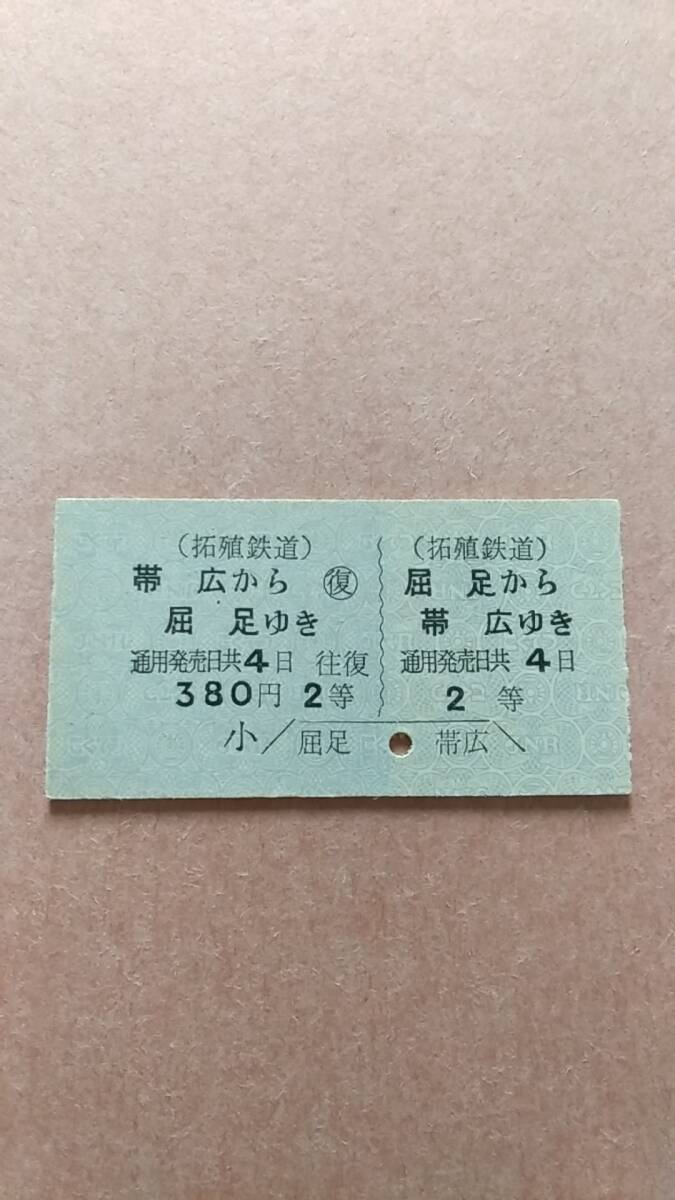 （拓殖鉄道）
帯広から ㊝復
屈足ゆき
通用発売日共4日 往復
380円 2等
小 屈足
（拓殖鉄道）
屈足から
帯広ゆき
通用発売日共4日
2等
帯広